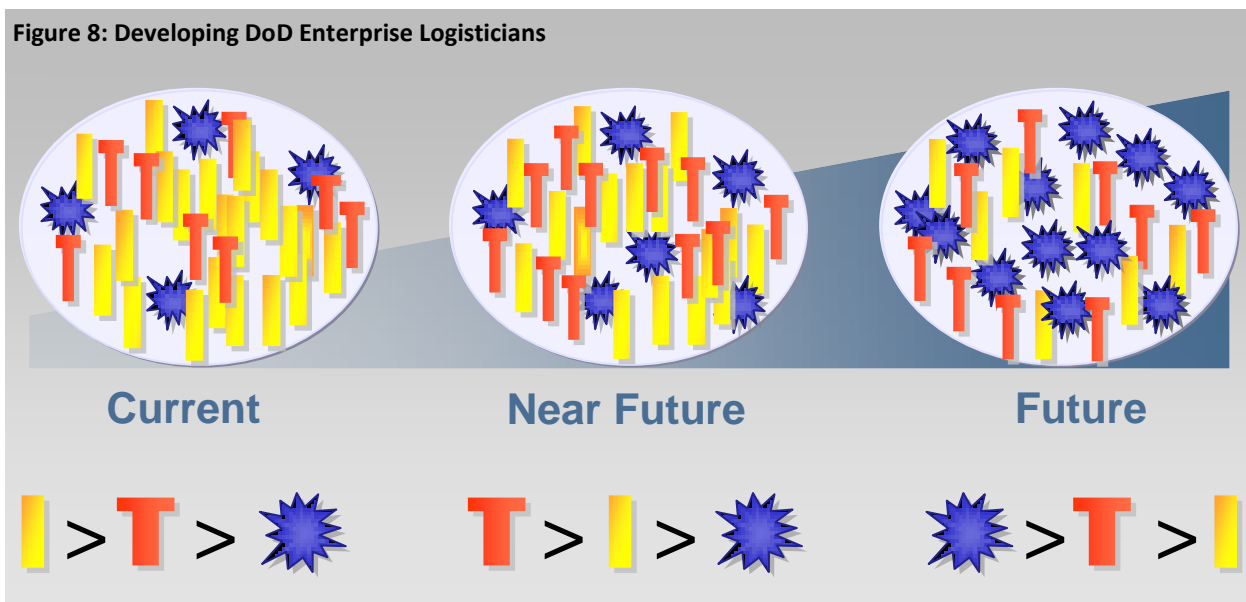 Figure 8: Developing DoD Enterprise Logisticians
Current Near Future Future
I > T > T > I > > T > I